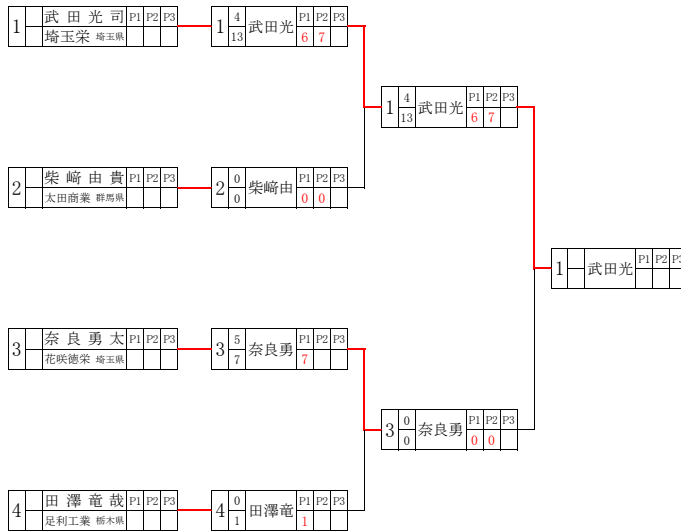 1 武田光司 P1 P2 P3
埼玉栄 埼玉県
1 4 武田光 P1 P2 P3
13 6 7
1 4 武田光 P1 P2 P3
13 6 7
2 柴﨑由貴 P1 P2 P3
太田商業 群馬県
2 0 柴﨑由 P1 P2 P3
0 0 0
1 武田光 P1 P2 P3
3 奈良勇太 P1 P2 P3
花咲徳栄 埼玉県
3 5 奈良勇 P1 P2 P3
7 7
3 0 奈良勇 P1 P2 P3
0 0 0
4 田澤竜哉 P1 P2 P3
足利工業 栃木県
4 0 田澤竜 P1 P2 P3
1 1